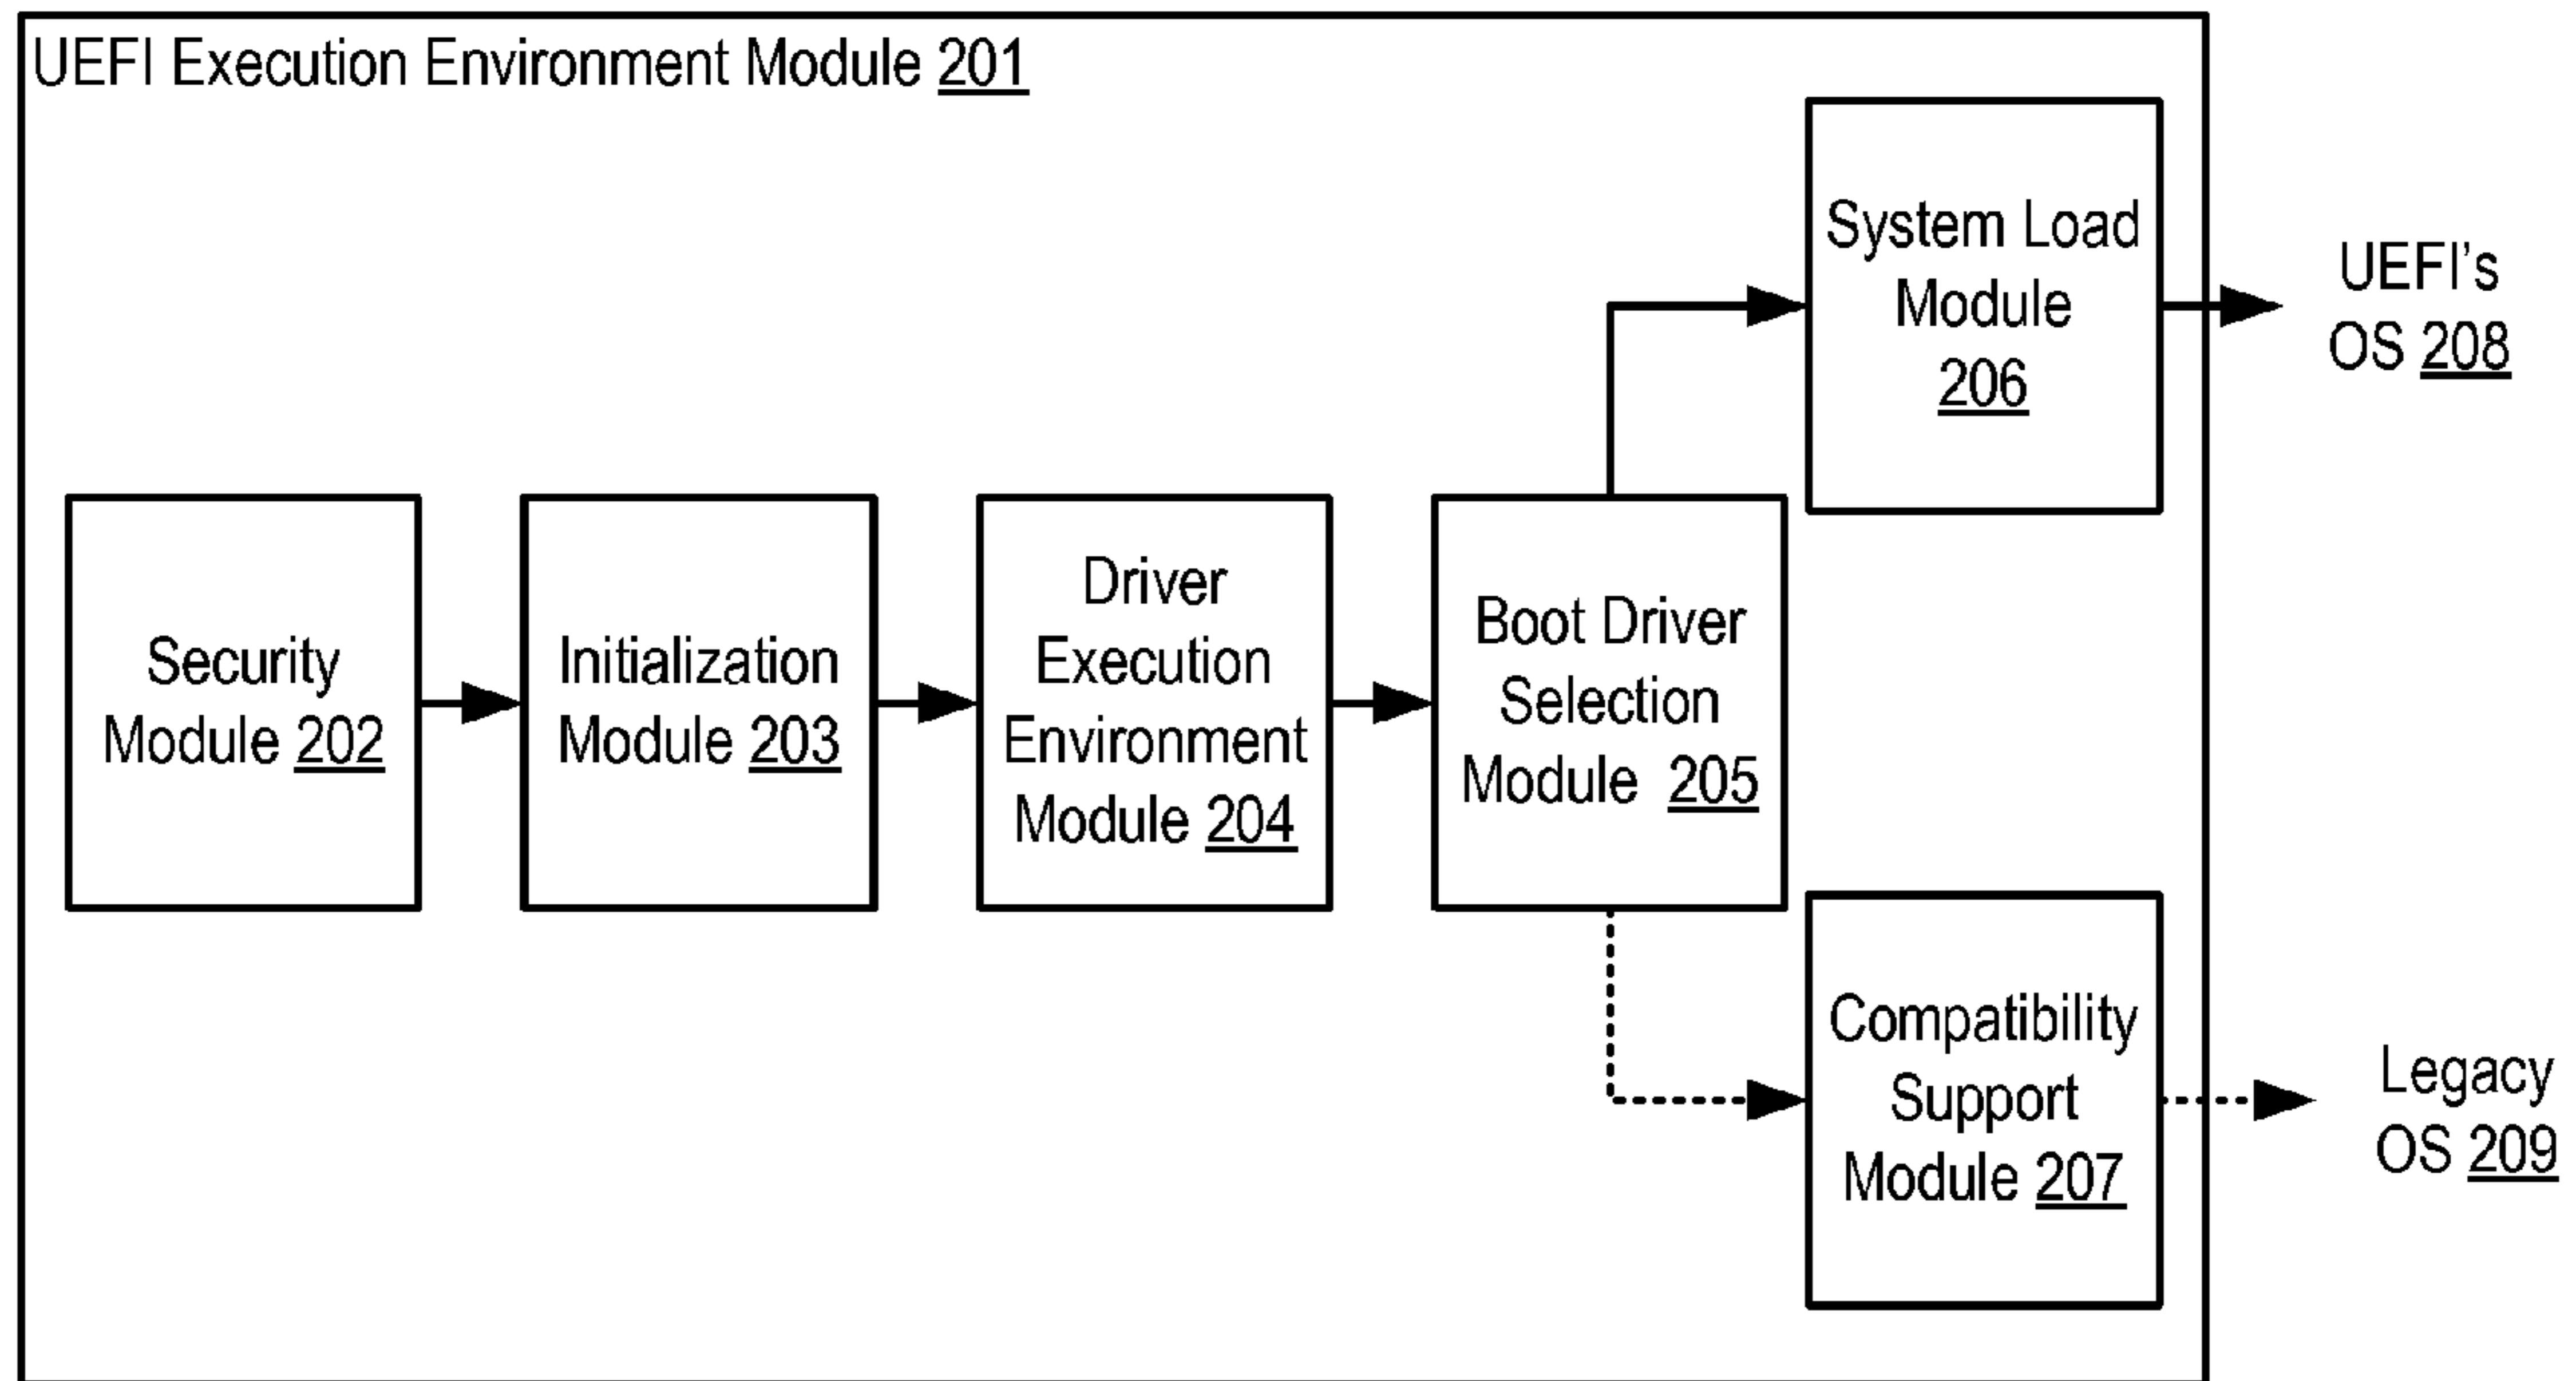 UEFI Execution Environment Module 201
Security
Module 202
Initialization
Module 203
Driver
Execution
Environment
Module 204
Boot Driver
Selection
Module 205
System Load
Module
206
UEFI's
OS 208
Compatibility
Support
Module 207
Legacy
OS 209